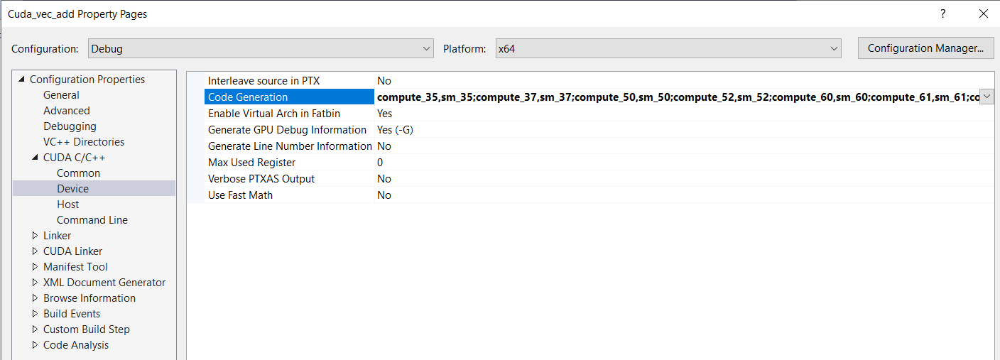 Cuda_vec_add Property Pages
?
Configuration: Debug Platform: x64 Configuration Manager...
Configuration Properties
General
Advanced
Debugging
VC++ Directories
CUDA C/C++
Common
Device
Host
Command Line
Linker
CUDA Linker
Manifest Tool
XML Document Generator
Browse Information
Build Events
Custom Build Step
Code Analysis
Interleave source in PTX No
Code Generation compute_35,sm_35;compute_37,sm_37;compute_50,sm_50;compute_52,sm_52;compute_60,sm_60;compute_61,sm_61;co
Enable Virtual Arch in Fatbin Yes
Generate GPU Debug Information Yes (-G)
Generate Line Number Information No
Max Used Register 0
Verbose PTXAS Output No
Use Fast Math No